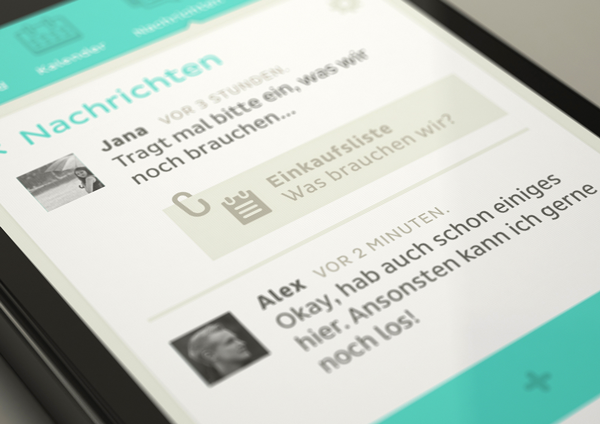 Kalender
Nachrichten
Nachrichten
Jana VOR 3 STUNDEN.
Tragt mal bitte ein, was wir
noch brauchen...
Einkaufsliste
Was brauchen wir?
Alex VOR 2 MINUTEN.
Okay, hab auch schon einiges
hier. Ansonsten kann ich gerne
noch los!